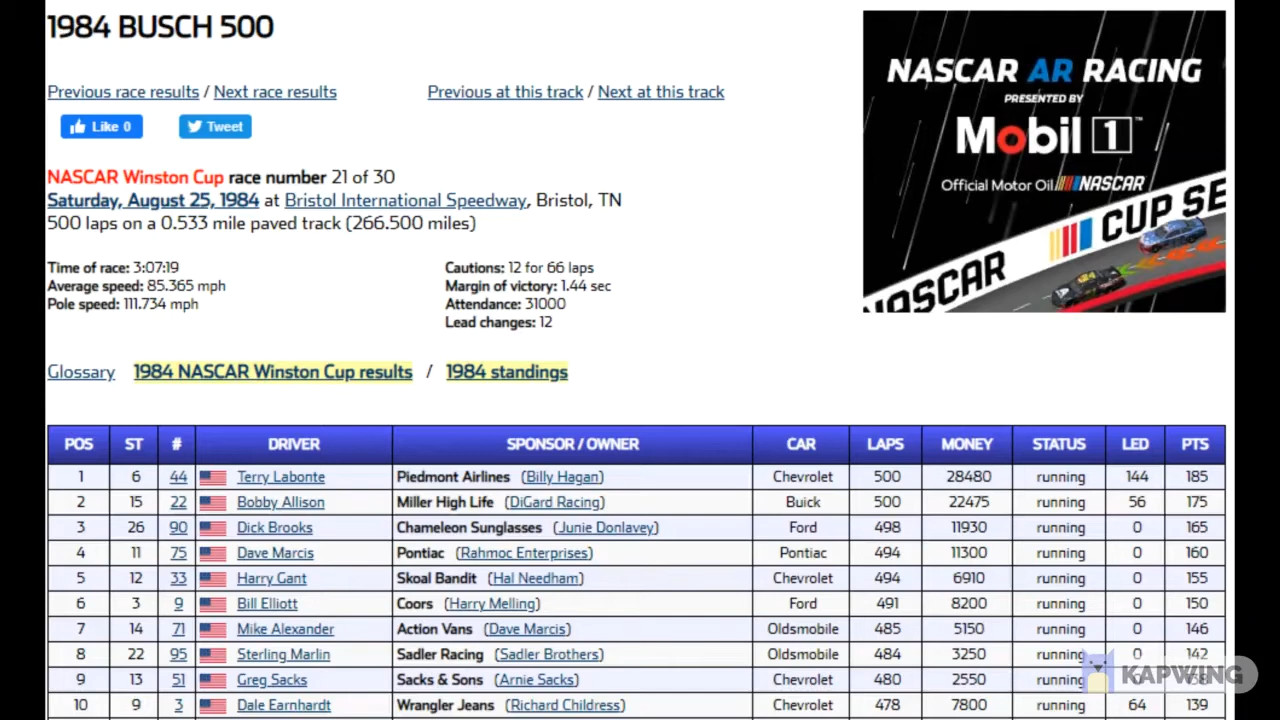 1984 BUSCH 500
Previous race results / Next race results
Previous at this track / Next at this track
Like 0
Tweet
NASCAR Winston Cup race number 21 of 30
Saturday, August 25, 1984 at Bristol International Speedway, Bristol, TN
500 laps on a 0.533 mile paved track (266.500 miles)
Time of race: 3:07:19
Average speed: 85.365 mph
Pole speed: 111.734 mph
Cautions: 12 for 66 laps
Margin of victory: 1.44 sec
Attendance: 31000
Lead changes: 12
Glossary 1984 NASCAR Winston Cup results / 1984 standings
NASCAR AR RACING
PRESENTED BY
Mobil 1™
Official Motor Oil NASCAR
NASCAR CUP SE
POS ST # DRIVER SPONSOR / OWNER CAR LAPS MONEY STATUS LED PTS
1 6 44 Terry Labonte Piedmont Airlines (Billy Hagan) Chevrolet 500 28480 running 144 185
2 15 22 Bobby Allison Miller High Life (DiGard Racing) Buick 500 22475 running 56 175
3 26 90 Dick Brooks Chameleon Sunglasses (Junie Donlavey) Ford 498 11930 running 0 165
4 11 75 Dave Marcis Pontiac (Rahmoc Enterprises) Pontiac 494 11300 running 0 160
5 12 33 Harry Gant Skoal Bandit (Hal Needham) Chevrolet 494 6910 running 0 155
6 3 9 Bill Elliott Coors (Harry Melling) Ford 491 8200 running 0 150
7 14 71 Mike Alexander Action Vans (Dave Marcis) Oldsmobile 485 5150 running 0 146
8 22 95 Sterling Marlin Sadler Racing (Sadler Brothers) Oldsmobile 484 3250 running 0 142
9 13 51 Greg Sacks Sacks & Sons (Arnie Sacks) Chevrolet 480 2550 running 138
10 9 3 Dale Earnhardt Wrangler Jeans (Richard Childress) Chevrolet 478 7800 running 64 139
KAPWING